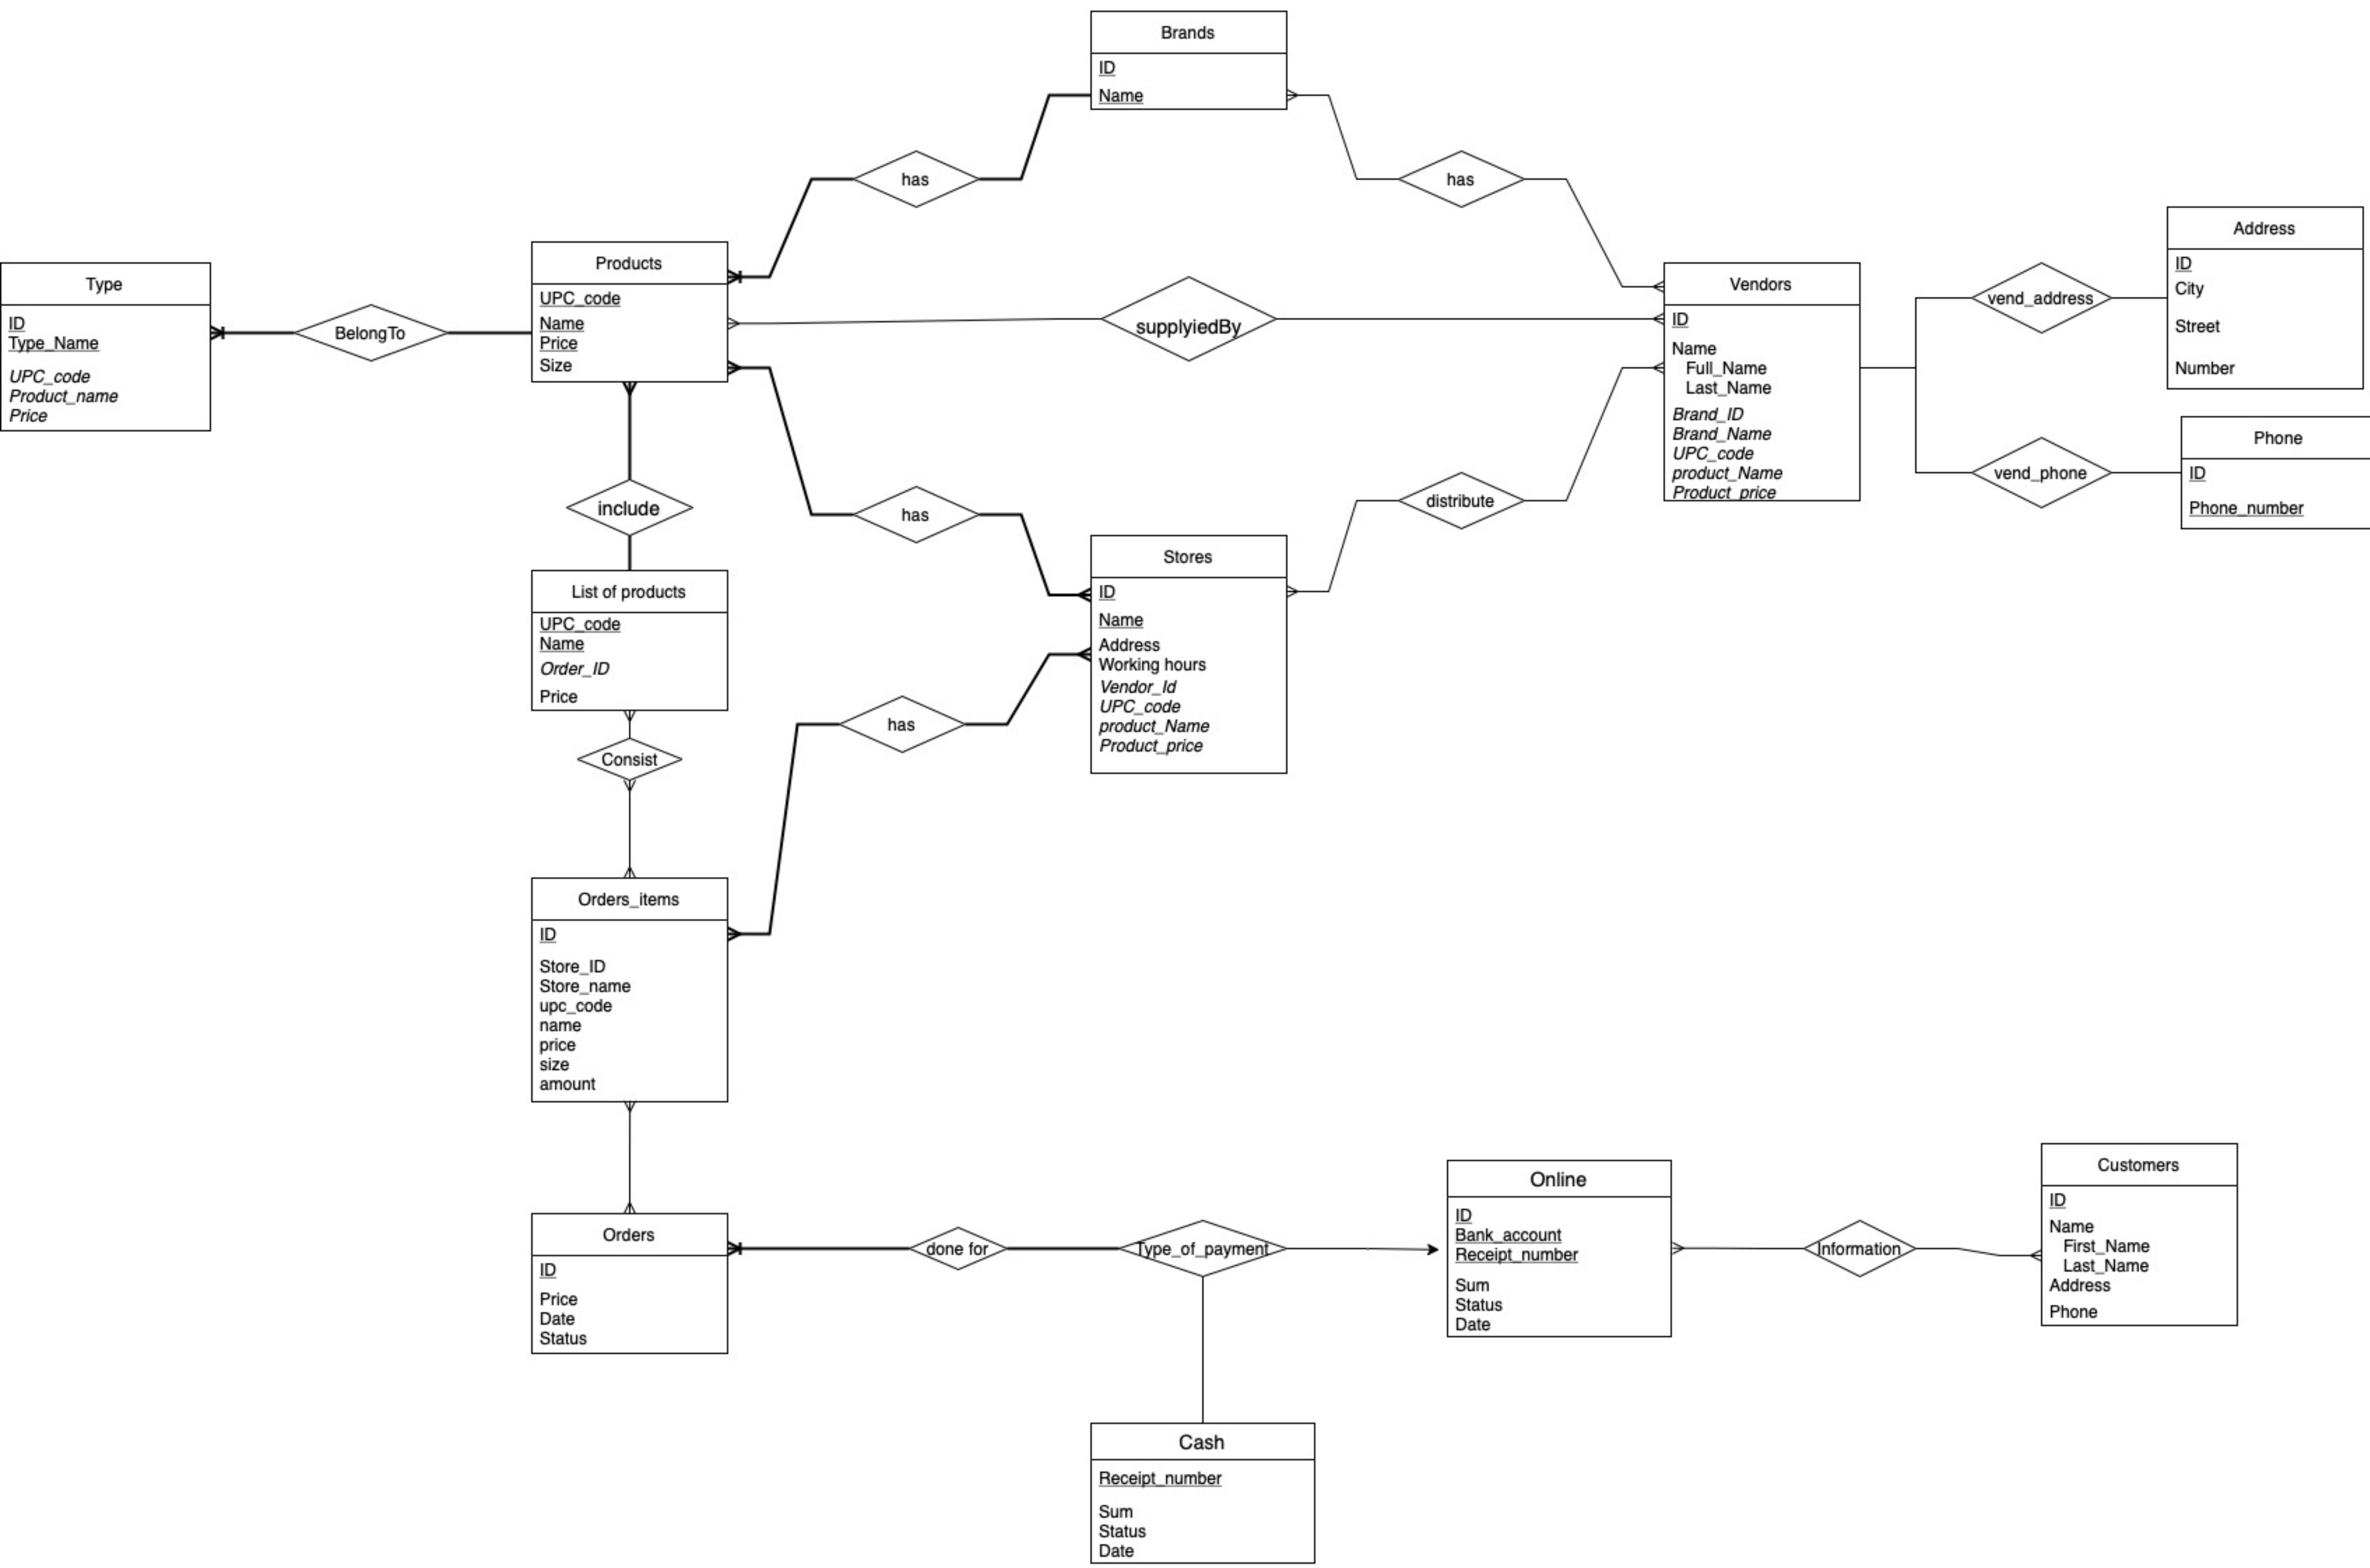 Brands
ID
Name
has
has
Type
ID
Type_Name
UPC_code
Product_name
Price
BelongTo
Products
UPC_code
Name
Price
Size
supplyiedBy
Vendors
ID
Name
Full_Name
Last_Name
Brand_ID
Brand_Name
UPC_code
product_Name
Product_price
vend_address
Address
ID
City
Street
Number
vend_phone
Phone
ID
Phone_number
include
has
distribute
List of products
UPC_code
Name
Order_ID
Price
Stores
ID
Name
Address
Working hours
Vendor_Id
UPC_code
product_Name
Product_price
has
Consist
Orders_items
ID
Store_ID
Store_name
upc_code
name
price
size
amount
Orders
ID
Price
Date
Status
done for
Type_of_payment
Online
ID
Bank_account
Receipt_number
Sum
Status
Date
Information
Customers
ID
Name
First_Name
Last_Name
Address
Phone
Cash
Receipt_number
Sum
Status
Date